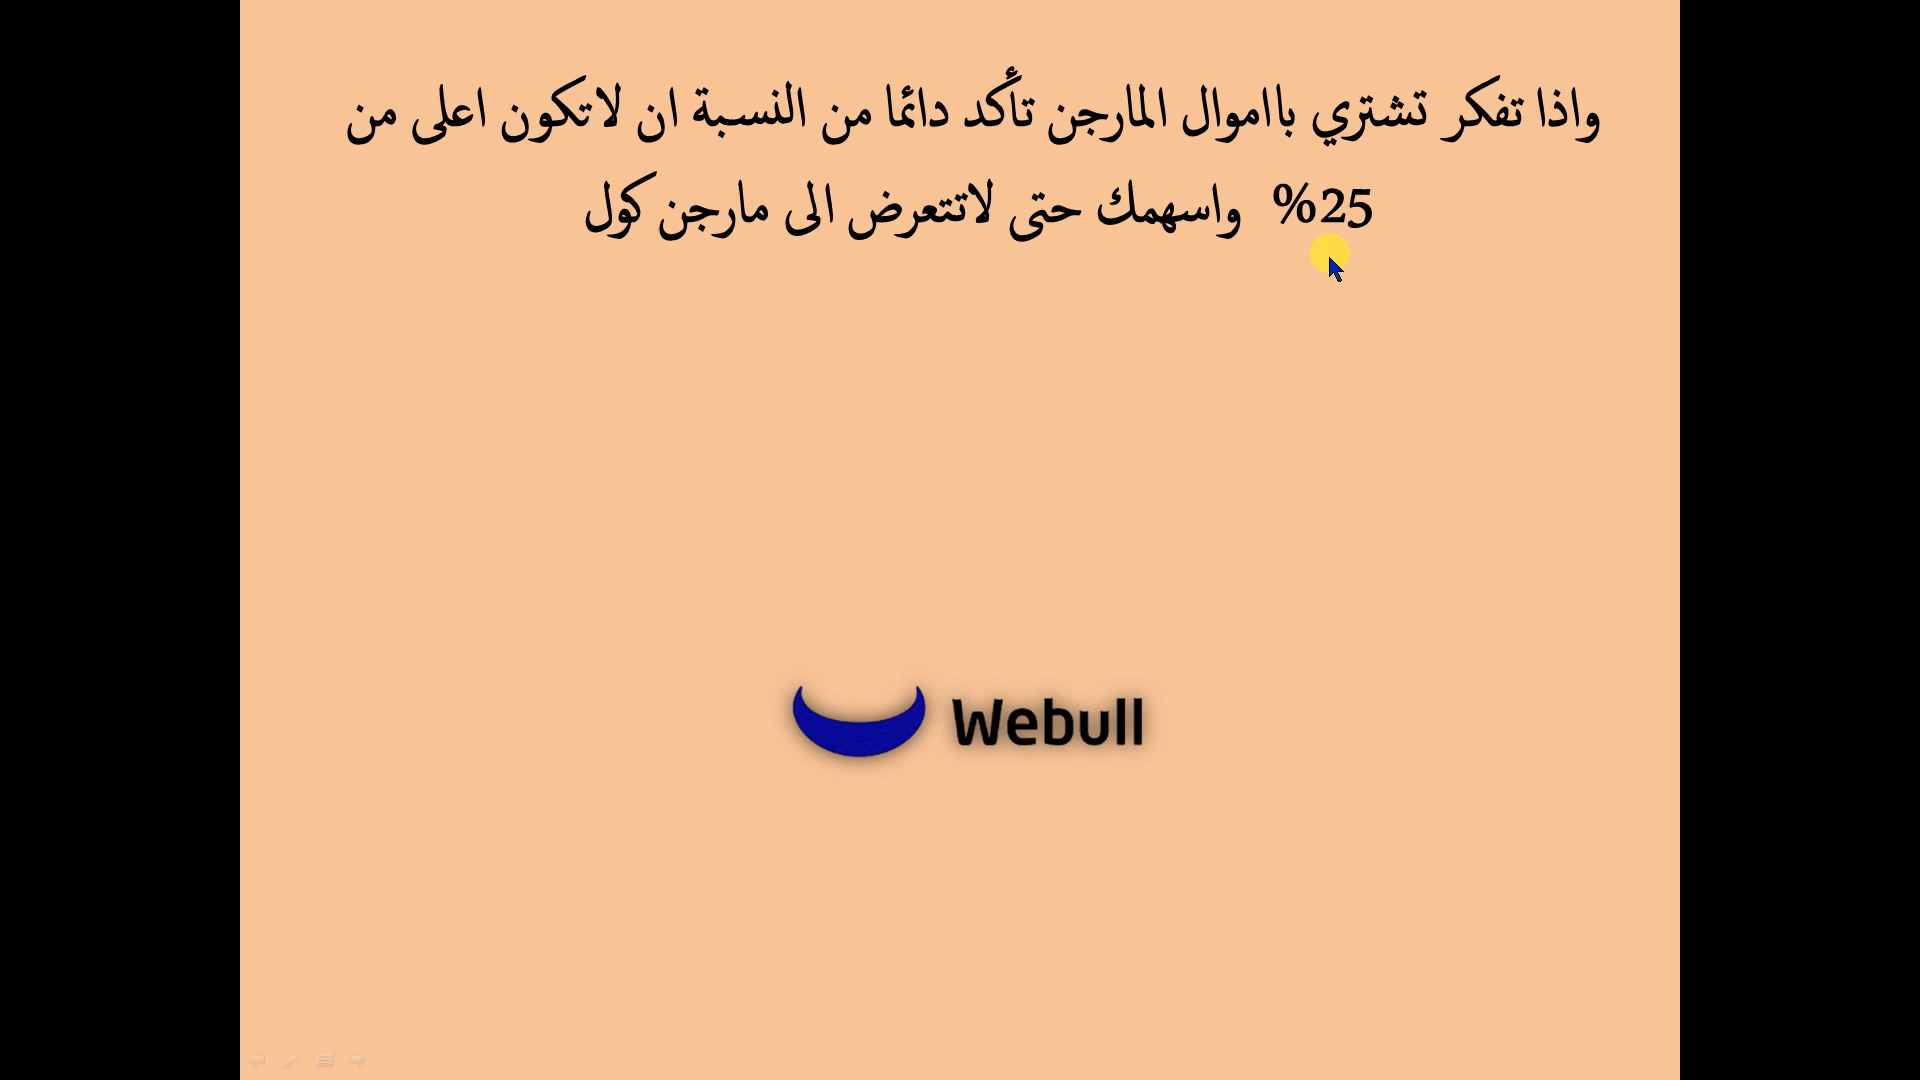 واذا تفكر تشتري بااموال المارجن تأكد دائما من النسبة ان لاتكون اعلى من
25% واسهمك حتى لاتتعرض الى مارجن كول
Webull